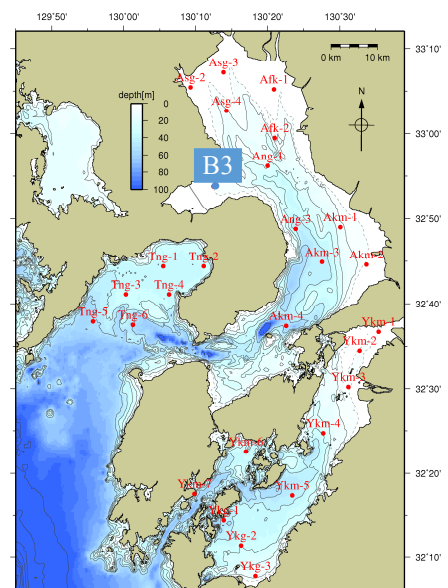 129°50' 130°00' 130°10' 130°20' 130°30'
33°10'
0 km 10 km
Asg-3
Asg-2
Afk-1
depth[m]
0
20
40
60
80
100
Asg-4
N
Afk-2
33°00'
B3
Ang-1
32°50'
Akm-1
Ang-3
Tng-1
Tng-2
Akm-3
Tng-3
Tng-4
32°40'
Tng-5
Tng-6
Akm-4
Ykm-1
Ykm-2
32°30'
Ykm-3
Ykm-4
Ykm-6
32°20'
Ykm-7
Ykm-5
Ykg-1
Ykg-2
32°10'
Ykg-3